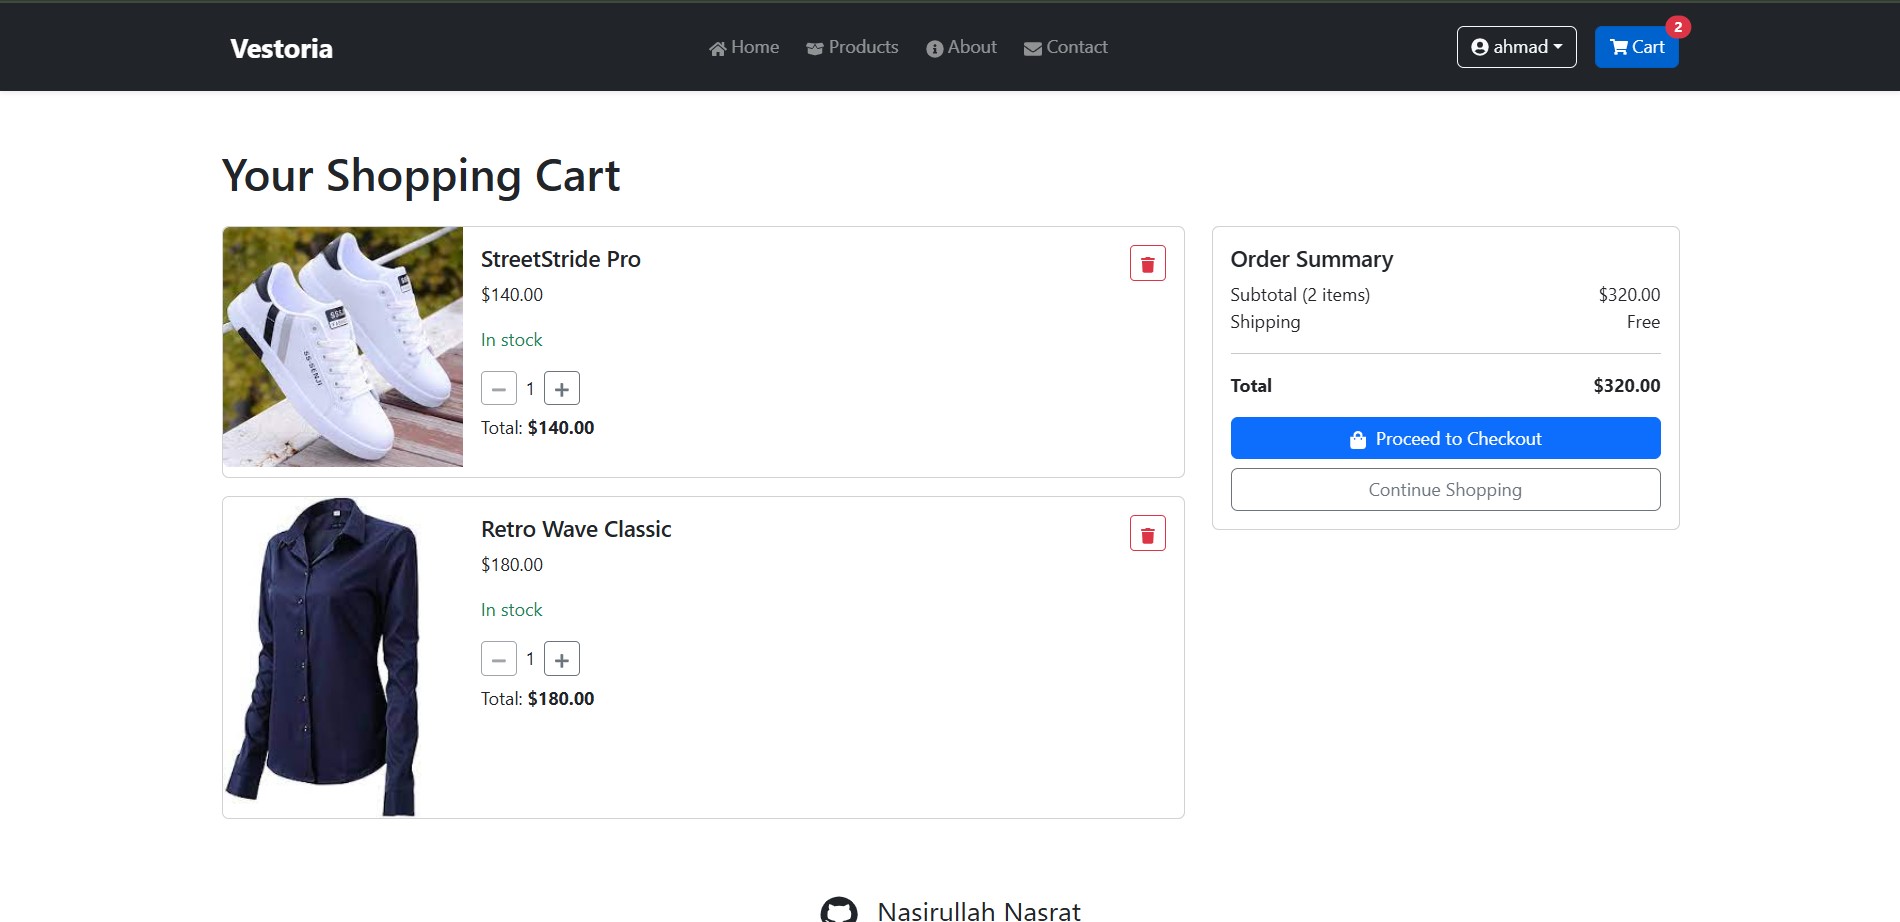 Vestoria
Home
Products
About
Contact
ahmad
Cart
2
Your Shopping Cart
StreetStride Pro
$140.00
In stock
1
Total: $140.00
SS-SENJI
Retro Wave Classic
$180.00
In stock
1
Total: $180.00
Order Summary
Subtotal (2 items) $320.00
Shipping Free
Total $320.00
Proceed to Checkout
Continue Shopping
Nasirullah Nasrat